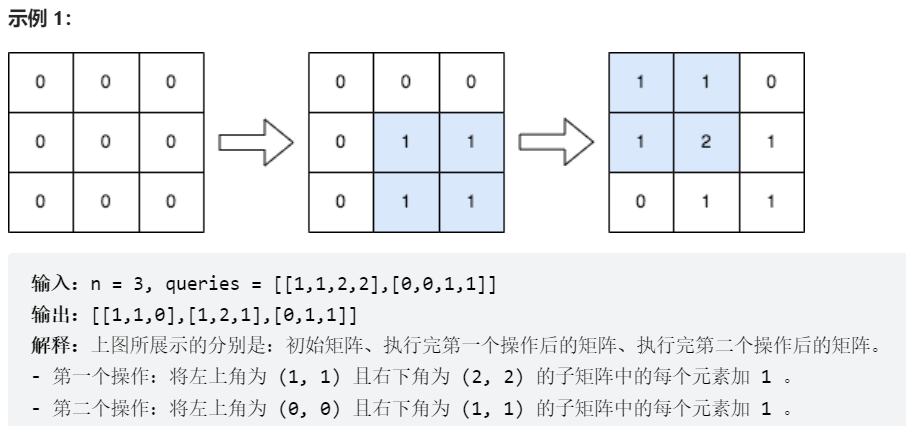 示例 1：
0 0 0 0 0 0 1 1 0
0 0 0 0 1 1 1 2 1
0 0 0 0 1 1 0 1 1
输入：n = 3, queries = [[1,1,2,2],[0,0,1,1]]
输出：[[1,1,0],[1,2,1],[0,1,1]]
解释：上图所展示的分别是：初始矩阵、执行完第一个操作后的矩阵、执行完第二个操作后的矩阵。
- 第一个操作：将左上角为 (1, 1) 且右下角为 (2, 2) 的子矩阵中的每个元素加 1 。
- 第二个操作：将左上角为 (0, 0) 且右下角为 (1, 1) 的子矩阵中的每个元素加 1 。